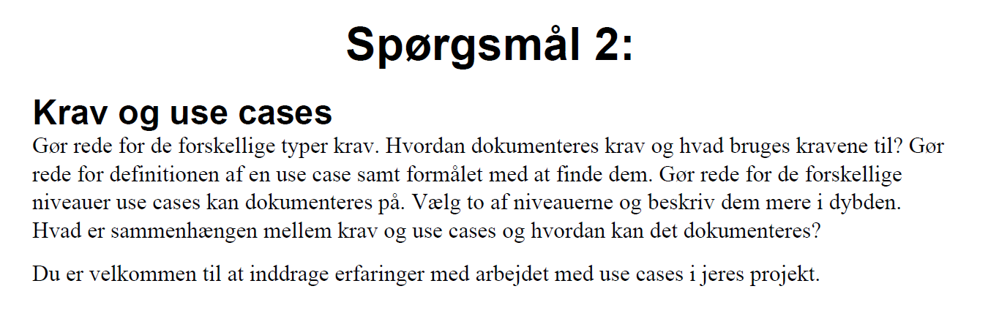 Spørgsmål 2:
Krav og use cases
Gør rede for de forskellige typer krav. Hvordan dokumenteres krav og hvad bruges kravene til? Gør
rede for definitionen af en use case samt formålet med at finde dem. Gør rede for de forskellige
niveauer use cases kan dokumenteres på. Vælg to af niveauerne og beskriv dem mere i dybden.
Hvad er sammenhængen mellem krav og use cases og hvordan kan det dokumenteres?
Du er velkommen til at inddrage erfaringer med arbejdet med use cases i jeres projekt.